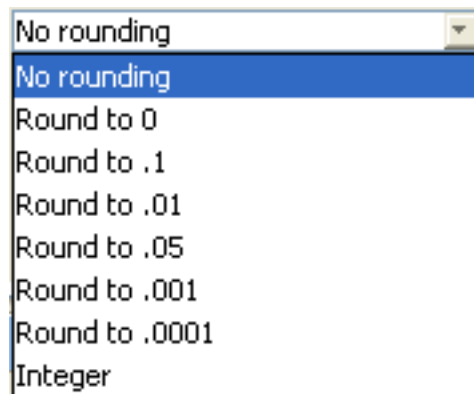 No rounding
No rounding
Round to 0
Round to .1
Round to .01
Round to .05
Round to .001
Round to .0001
Integer